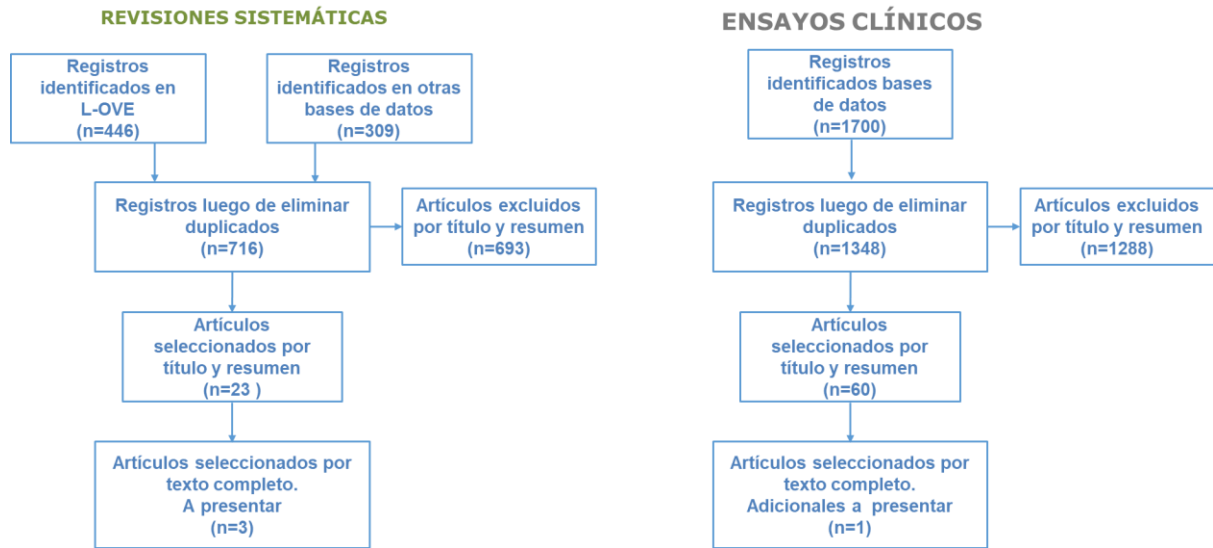 REVISIONES SISTEMÁTICAS
Registros
identificados en
L-OVE
(n=446)
Registros
identificados en otras
bases de datos
(n=309)
Registros luego de eliminar
duplicados
(n=716)
Artículos excluidos
por título y resumen
(n=693)
Artículos
seleccionados por
título y resumen
(n=23 )
Artículos seleccionados por
texto completo.
A presentar
(n=3)
ENSAYOS CLÍNICOS
Registros
identificados bases
de datos
(n=1700)
Registros luego de eliminar
duplicados
(n=1348)
Artículos excluidos
por título y resumen
(n=1288)
Artículos
seleccionados por
título y resumen
(n=60)
Artículos seleccionados por
texto completo.
Adicionales a  presentar
(n=1)